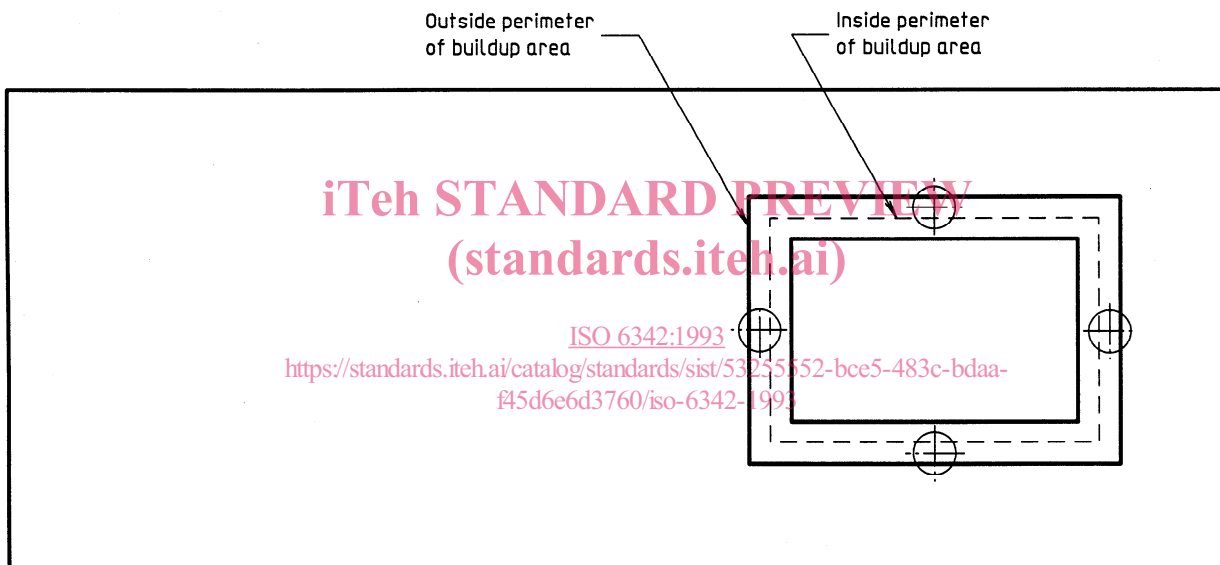 Outside perimeter
of buildup area
Inside perimeter
of buildup area
iTeh STANDARD PREVIEW
(standards.iteh.ai)
ISO 6342:1993
https://standards.iteh.ai/catalog/standards/sist/53255552-bce5-483c-bdaa-
f45d6e6d3760/iso-6342-1993